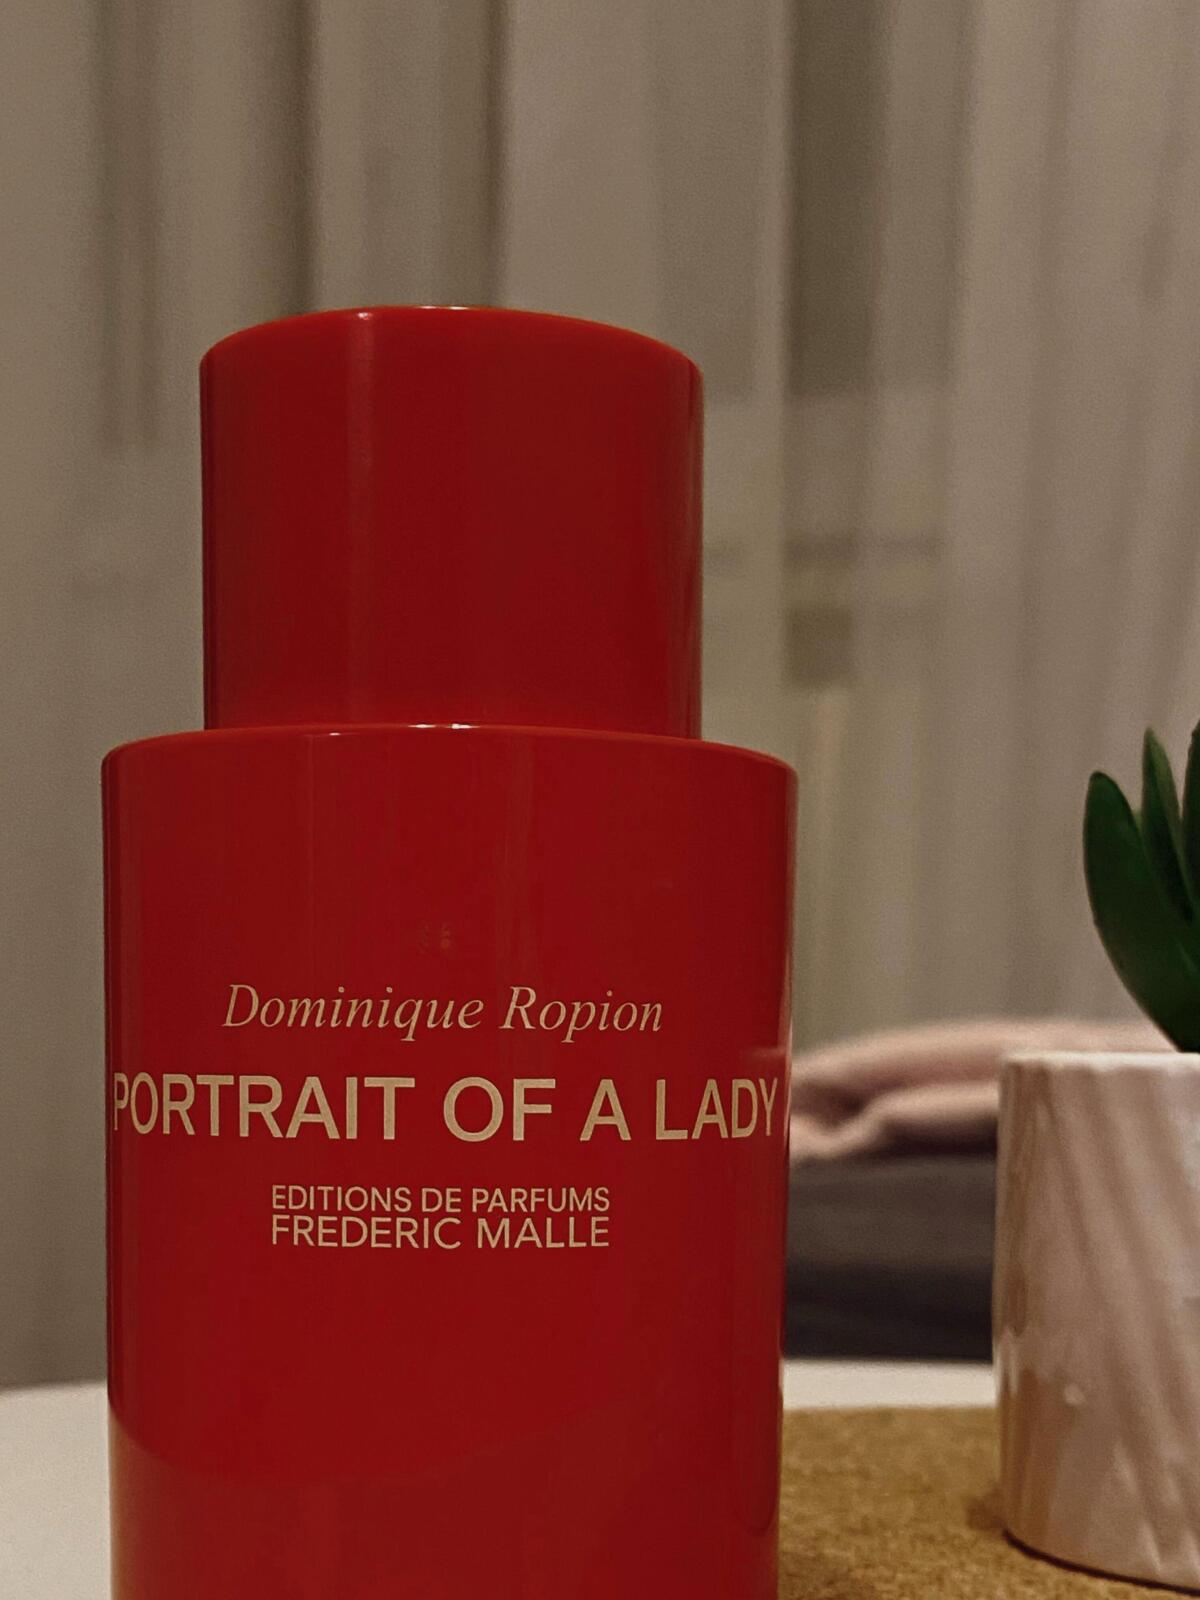 Dominique Ropion
PORTRAIT OF A LADY
EDITIONS DE PARFUMS
FREDERIC MALLE